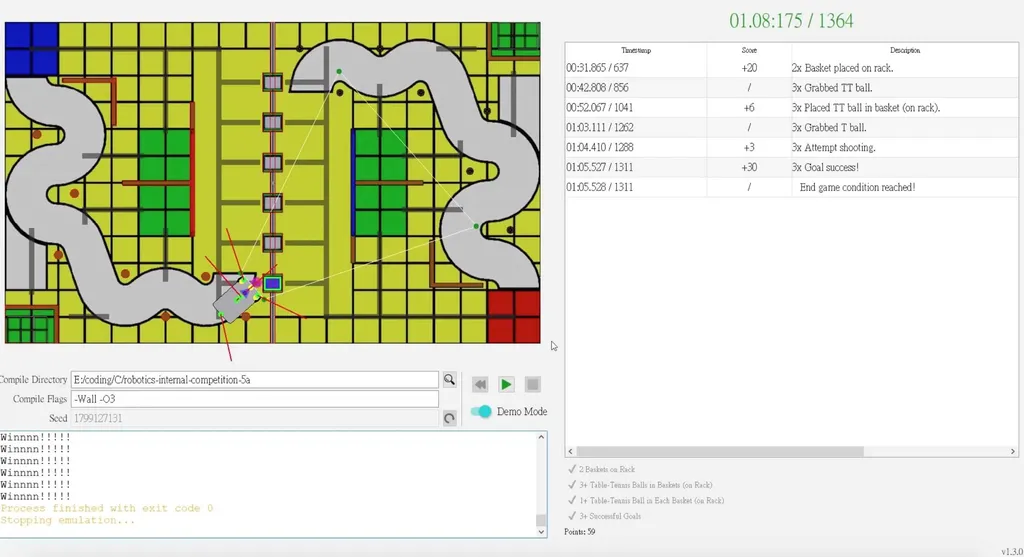 01.08:175 / 1364
Timestamp Score Description
00:31.865 / 637 +20 2x Basket placed on rack.
00:42.808 / 856 / 3x Grabbed TT ball.
00:52.067 / 1041 +6 3x Placed TT ball in basket (on rack).
01:03.111 / 1262 / 3x Grabbed T ball.
01:04.410 / 1288 +3 3x Attempt shooting.
01:05.527 / 1311 +30 3x Goal success!
01:05.528 / 1311 / End game condition reached!
Compile Directory E:/coding/C/robotics-internal-competition-5a
Compile Flags -Wall -O3
Seed 1799127131
Demo Mode
Winnnn!!!!!
Winnnn!!!!!
Winnnn!!!!!
Winnnn!!!!!
Winnnn!!!!!
Winnnn!!!!!
Process finished with exit code 0
Stopping emulation...
2 Baskets on Rack
3+ Table-Tennis Balls in Baskets (on Rack)
1+ Table-Tennis Ball in Each Basket (on Rack)
3+ Successful Goals
Points: 59
v1.3.0